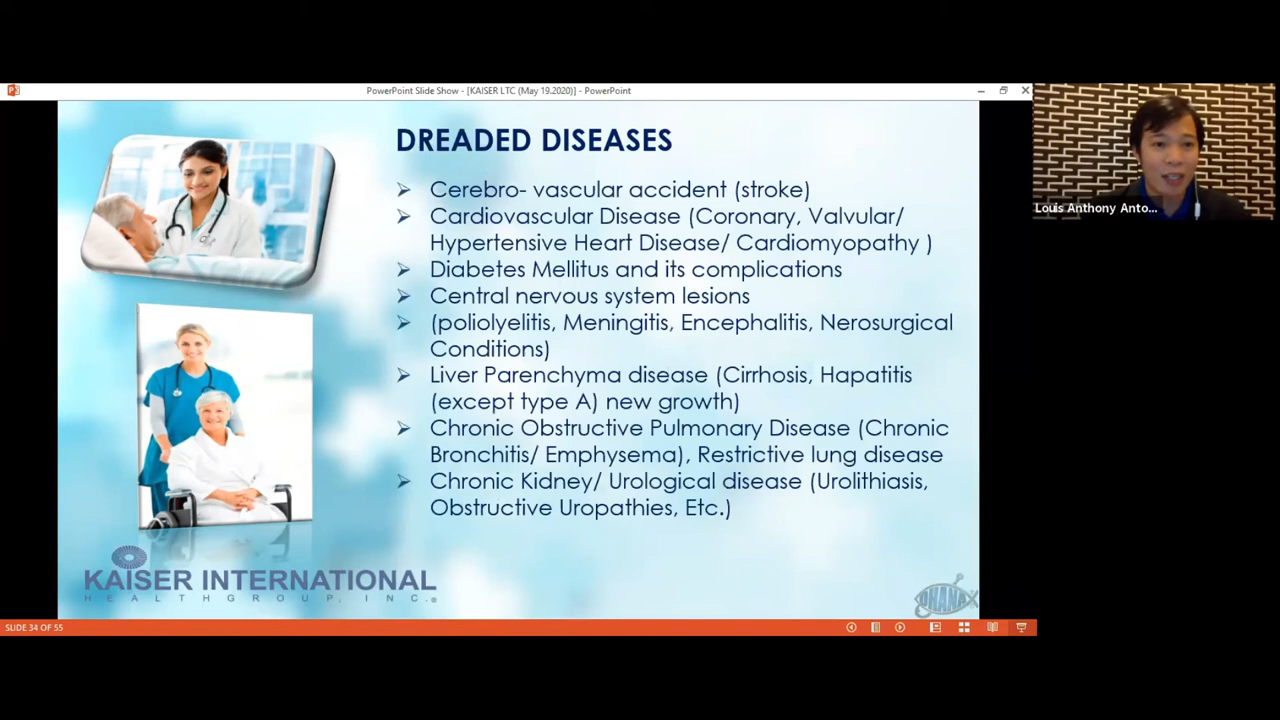 PowerPoint Slide Show - [KAISER LTC (May 19.2020)] - PowerPoint
Louis Anthony Anto...
DREADED DISEASES
➢ Cerebro- vascular accident (stroke)
➢ Cardiovascular Disease (Coronary, Valvular/
Hypertensive Heart Disease/ Cardiomyopathy )
➢ Diabetes Mellitus and its complications
➢ Central nervous system lesions
➢ (poliolyelitis, Meningitis, Encephalitis, Nerosurgical
Conditions)
➢ Liver Parenchyma disease (Cirrhosis, Hapatitis
(except type A) new growth)
➢ Chronic Obstructive Pulmonary Disease (Chronic
Bronchitis/ Emphysema), Restrictive lung disease
➢ Chronic Kidney/ Urological disease (Urolithiasis,
Obstructive Uropathies, Etc.)
KAISER INTERNATIONAL
HEALTHGROUP, INC.®
OHANAX
SLIDE 34 OF 55